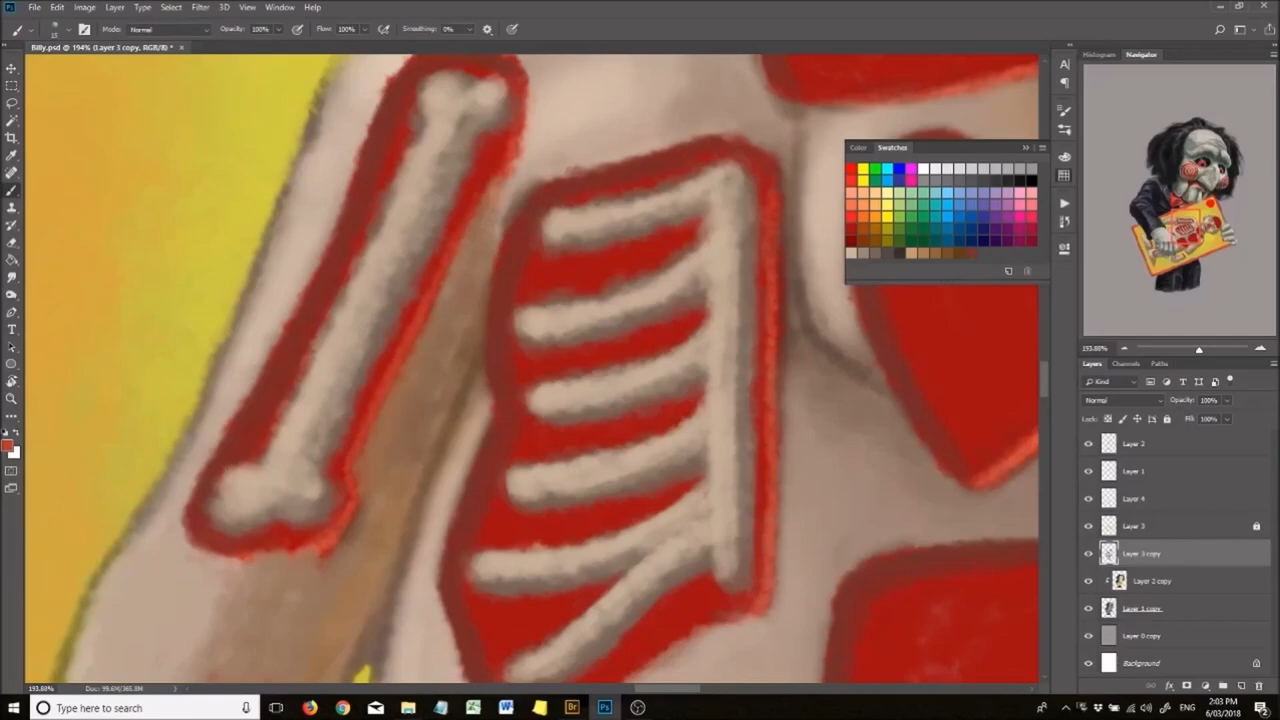 Ps File Edit Image Layer Type Select Filter 3D View Window Help
Mode: Normal Opacity: 100% Flow: 100% Smoothing: 0%
Billy.psd @ 194% (Layer 3 copy, RGB/8) *
Histogram Navigator
Color Swatches
193.88%
Layers Channels Paths
Kind
Normal Opacity: 100%
Lock: Fill: 100%
Layer 2
Layer 1
Layer 4
Layer 3
Layer 3 copy
Layer 2 copy
Layer 1 copy
Layer 0 copy
Background
193.88% Doc: 99.6M/365.8M
Type here to search
Br Ps
ENG 2:03 PM
6/03/2018